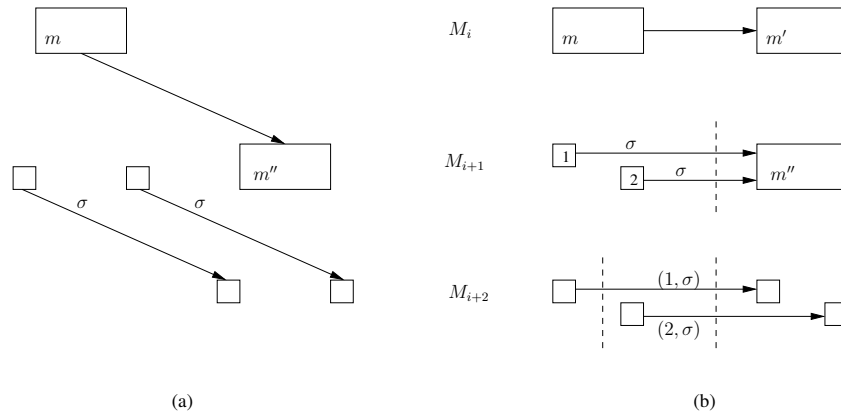 m
m''
σ
σ
(a)
M_i
m
m'
M_{i+1}
1
σ
2
σ
m''
M_{i+2}
(1, σ)
(2, σ)
(b)